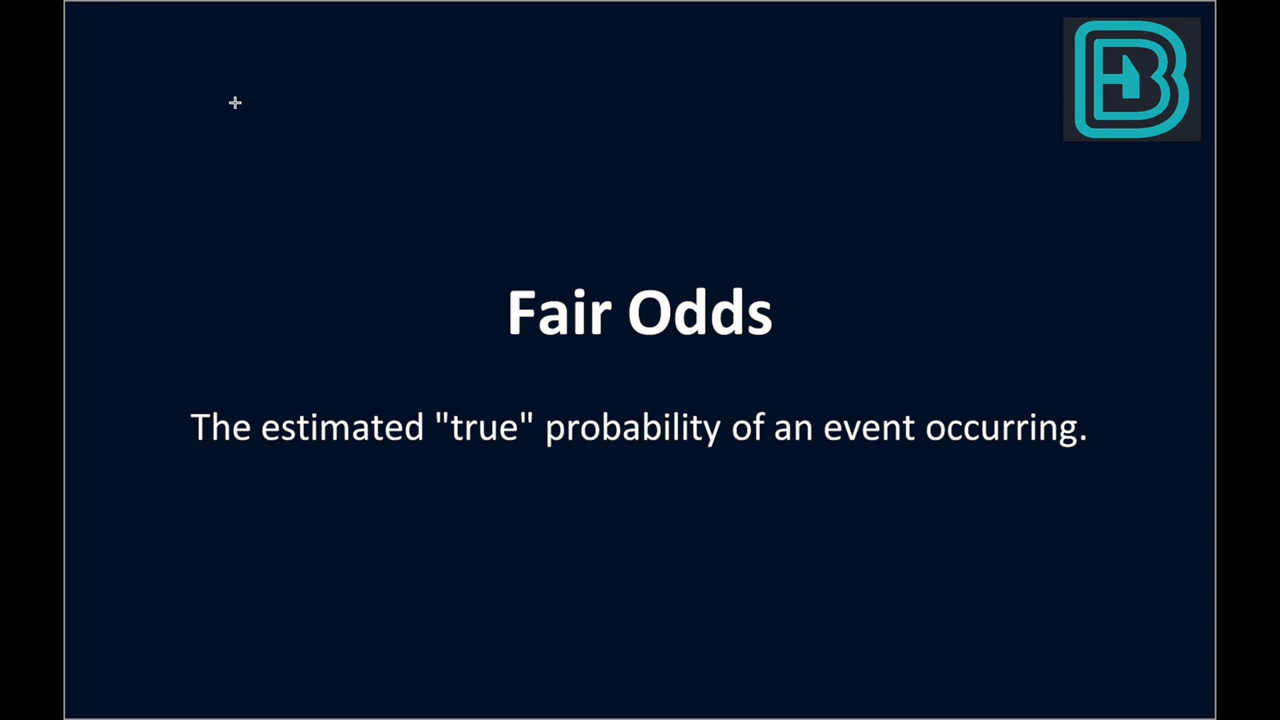 Fair Odds
The estimated "true" probability of an event occurring.